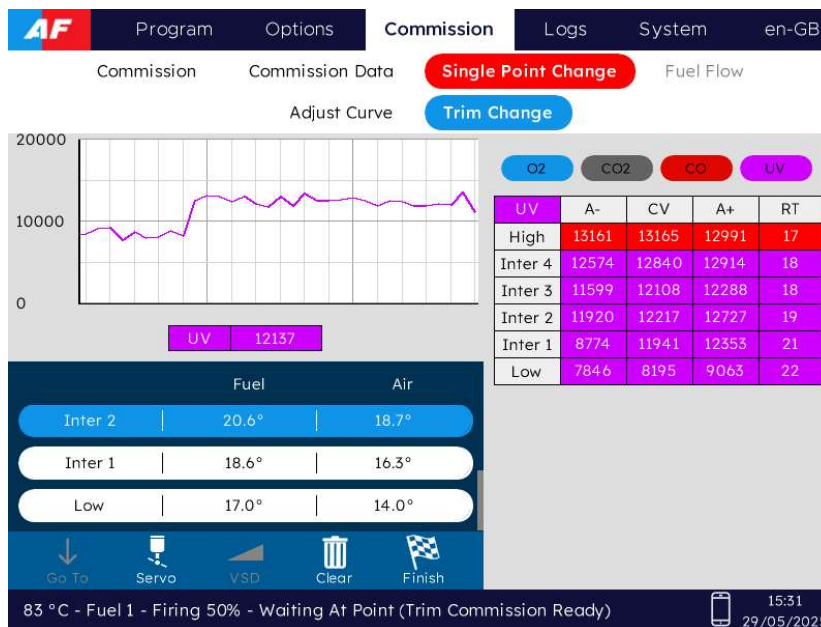 AF Program Options Commission Logs System en-GB
Commission Commission Data Single Point Change Fuel Flow
Adjust Curve Trim Change
20000
10000
0
UV 12137
O2 CO2 CO UV
UV A- CV A+ RT
High 13161 13165 12991 17
Inter 4 12574 12840 12914 18
Inter 3 11599 12108 12288 18
Inter 2 11920 12217 12727 19
Inter 1 8774 11941 12353 21
Low 7846 8195 9063 22
Fuel Air
Inter 2 20.6° 18.7°
Inter 1 18.6° 16.3°
Low 17.0° 14.0°
Go To Servo VSD Clear Finish
83 °C - Fuel 1 - Firing 50% - Waiting At Point (Trim Commission Ready)
15:31
29/05/2025